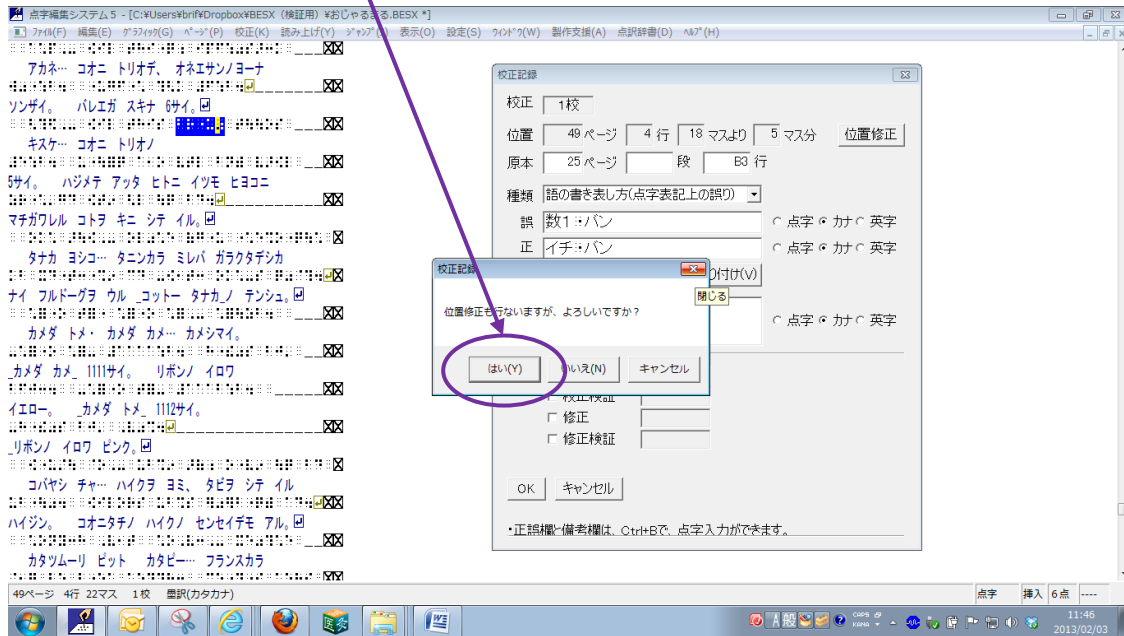 点字編集システム5 - [C:¥Users¥brif¥Dropbox¥BESX（検証用）¥おじゃまる.BESX *]
ﾌｧｲﾙ(F) 編集(E) ｸﾞﾗﾌｨｯｸ(G) ﾍﾟｰｼﾞ(P) 校正(K) 読み上げ(Y) ｼﾞｬﾝﾌﾟ(J) 表示(O) 設定(S) ｳｨﾝﾄﾞｳ(W) 製作支援(A) 点訳辞書(D) ﾍﾙﾌﾟ(H)
アカネ… コオニ トリオデ、 オネエサンノヨーナ
ソンザイ。 バレエガ スキナ 6サイ。
キスケ… コオニ トリオノ
5サイ。 ハジメテ アッタ ヒトニ イツモ ヒヨコニ
マチガワレル コトヲ キニ シテ イル。
タナカ ヨシコ… タニンカラ ミレバ ガラクタデシカ
ナイ フルドーグヲ ウル _コットー タナカ_ノ テンシュ。
カメダ トメ・ カメダ カメ… カメシマイ。
_カメダ カメ_ 1111サイ。 リボンノ イロワ
イエロー。 _カメダ トメ_ 1112サイ。
_リボンノ イロワ ピンク。
コバヤシ チャ… ハイクヲ ヨミ、 タビヲ シテ イル
ハイジン。 コオニタチノ ハイクノ センセイデモ アル。
カタツムーリ ピット カタピー… フランスカラ
校正記録
校正 1校
位置 49 ページ 4 行 18 マスより 5 マス分 位置修正
原本 25 ページ 段 B3 行
種類 語の書き表し方(点字表記上の誤り)
誤 数1 バン 点字 カナ 英字
正 イチ バン 点字 カナ 英字
り付け(V)
点字 カナ 英字
校正記録
閉じる
位置修正も行ないますが、よろしいですか？
はい(Y) いいえ(N) キャンセル
校正検証
修正
修正検証
OK キャンセル
・正誤欄と備考欄は、Ctrl+Bで、点字入力ができます。
49ページ 4行 22マス 1校 墨訳(カタカナ) 点字 挿入 6点 ----
A 般 CAPS KANA 11:46
2013/02/03